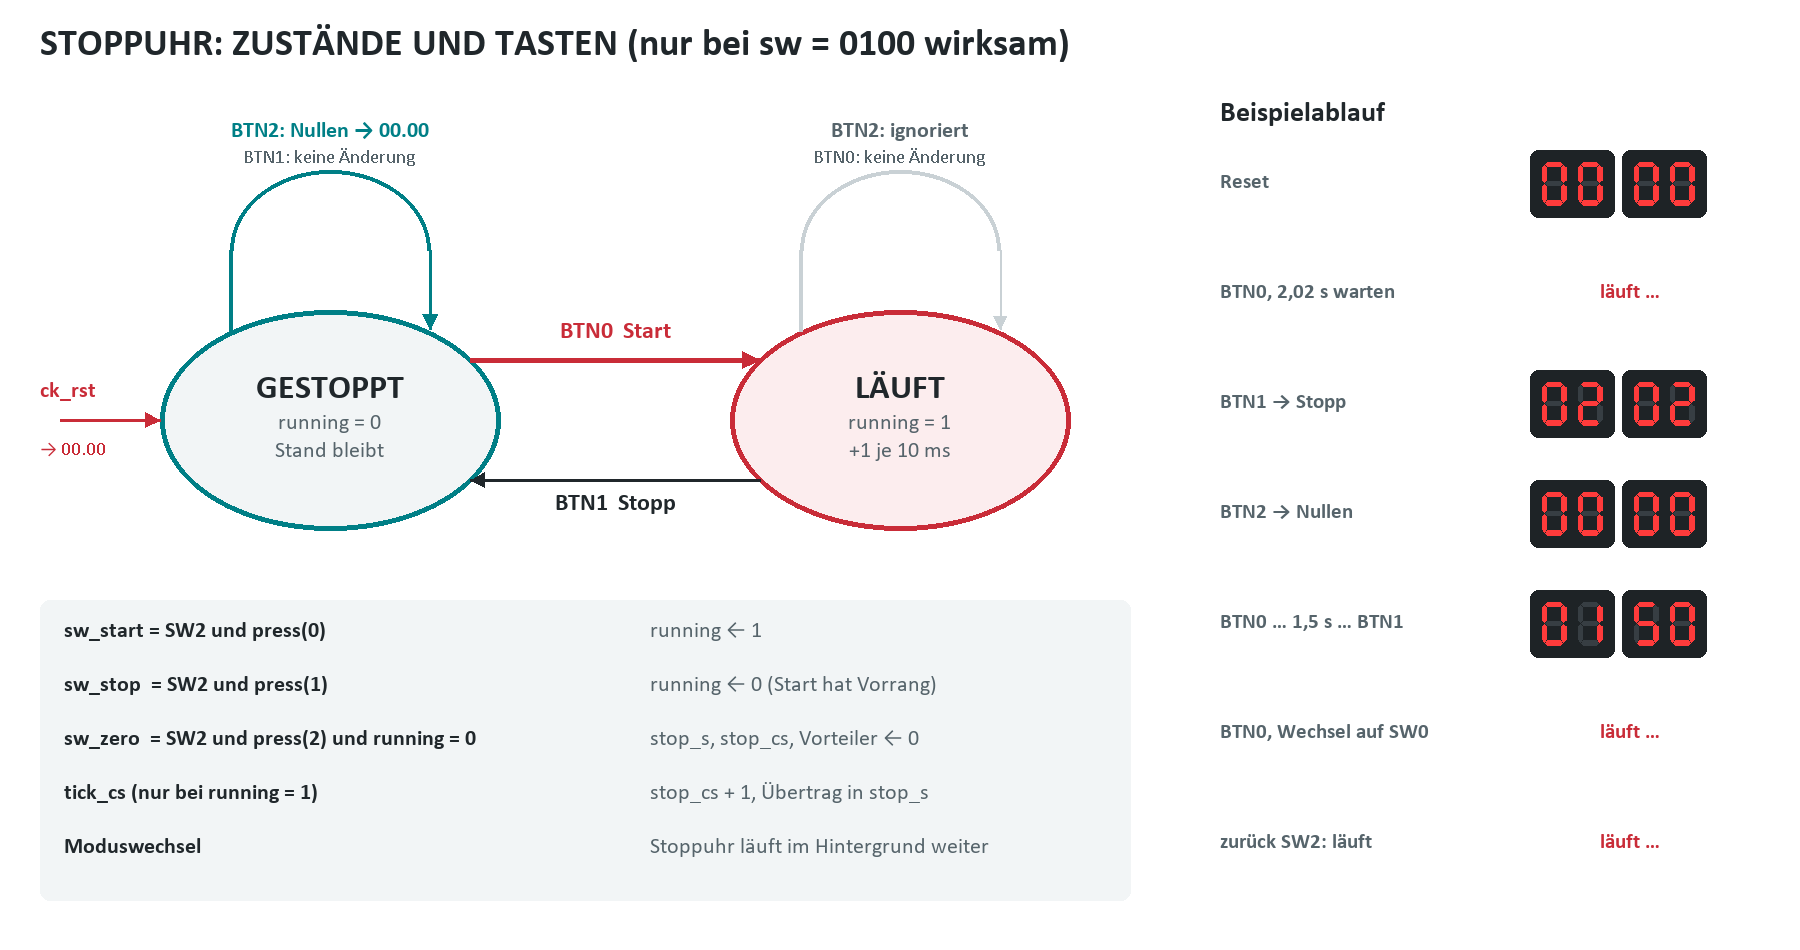 STOPPUHR: ZUSTÄNDE UND TASTEN (nur bei sw = 0100 wirksam)
BTN2: Nullen → 00.00
BTN1: keine Änderung
BTN2: ignoriert
BTN0: keine Änderung
ck_rst
→ 00.00
GESTOPPT
running = 0
Stand bleibt
BTN0 Start
BTN1 Stopp
LÄUFT
running = 1
+1 je 10 ms
sw_start = SW2 und press(0)
running ← 1
sw_stop = SW2 und press(1)
running ← 0 (Start hat Vorrang)
sw_zero = SW2 und press(2) und running = 0
stop_s, stop_cs, Vorteiler ← 0
tick_cs (nur bei running = 1)
stop_cs + 1, Übertrag in stop_s
Moduswechsel
Stoppuhr läuft im Hintergrund weiter
Beispielablauf
Reset
00 00
BTN0, 2,02 s warten
läuft ...
BTN1 → Stopp
02 02
BTN2 → Nullen
00 00
BTN0 ... 1,5 s ... BTN1
01 50
BTN0, Wechsel auf SW0
läuft ...
zurück SW2: läuft
läuft ...